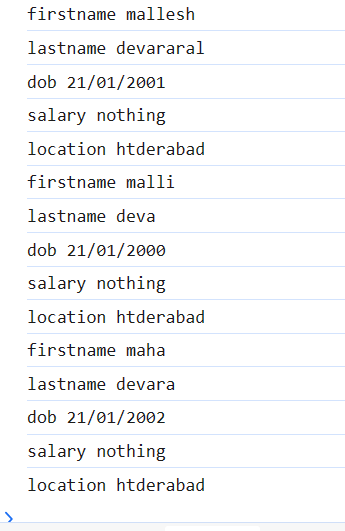 firstname mallesh
lastname devararal
dob 21/01/2001
salary nothing
location htderabad
firstname malli
lastname deva
dob 21/01/2000
salary nothing
location htderabad
firstname maha
lastname devara
dob 21/01/2002
salary nothing
location htderabad